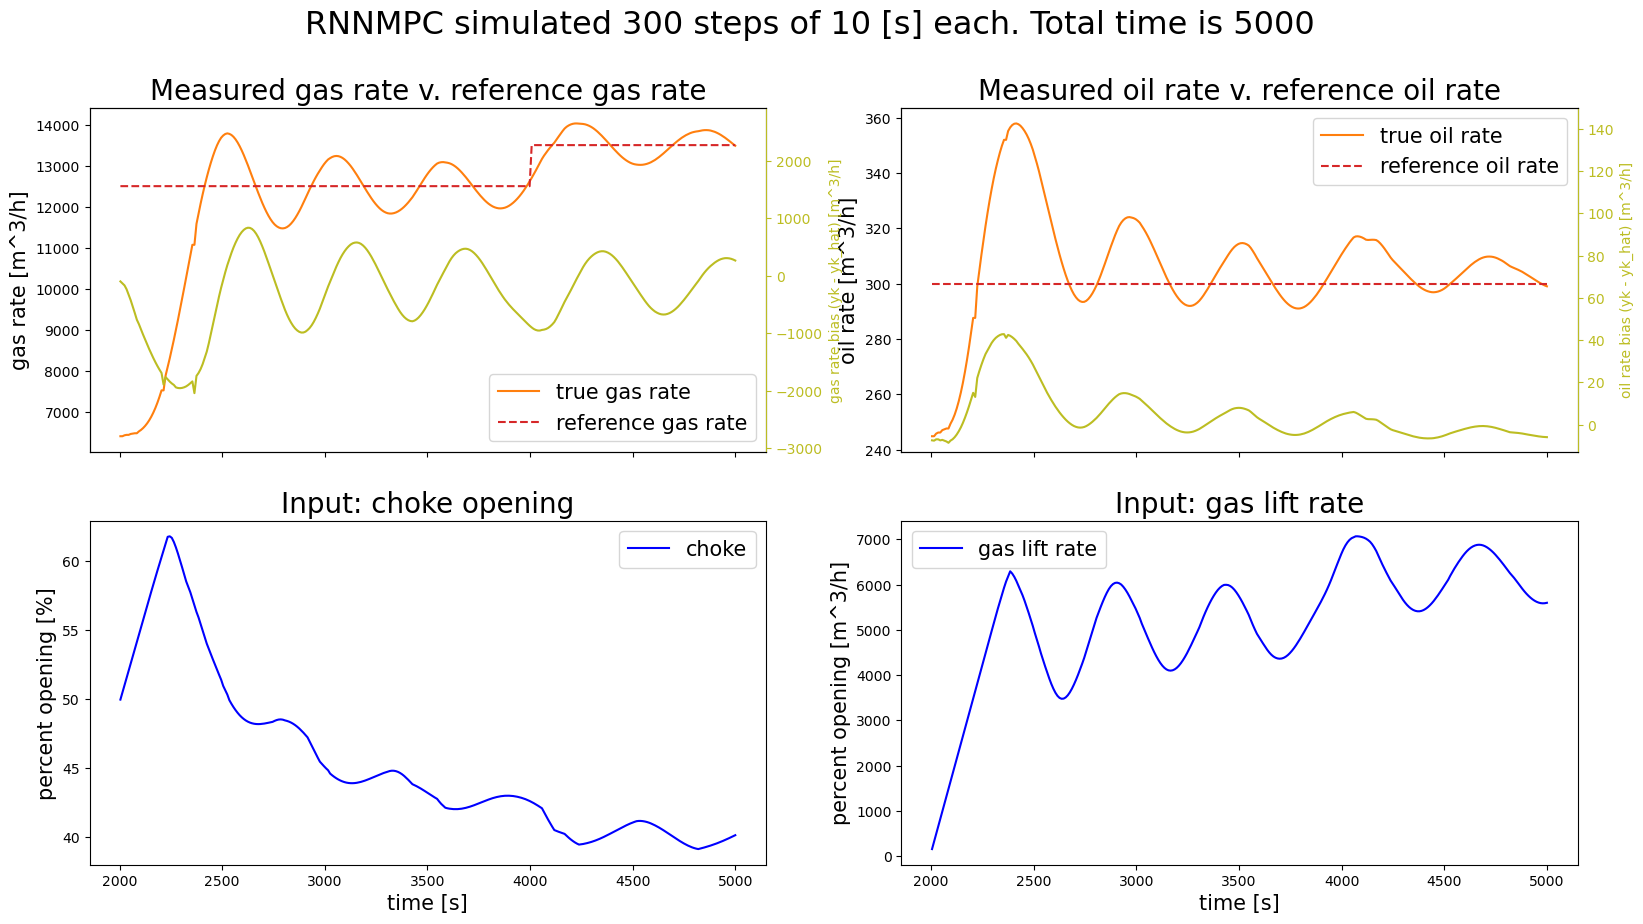 RNNMPC simulated 300 steps of 10 [s] each. Total time is 5000
Measured gas rate v. reference gas rate
14000
13000
12000
11000
10000
9000
8000
7000
gas rate [m^3/h]
true gas rate
reference gas rate
2000
1000
0
−1000
−2000
−3000
gas rate bias (yk - yk_hat) [m^3/h]
Measured oil rate v. reference oil rate
360
340
320
300
280
260
240
oil rate [m^3/h]
true oil rate
reference oil rate
140
120
100
80
60
40
20
0
oil rate bias (yk - yk_hat) [m^3/h]
Input: choke opening
60
55
50
45
40
percent opening [%]
choke
2000 2500 3000 3500 4000 4500 5000
time [s]
Input: gas lift rate
7000
6000
5000
4000
3000
2000
1000
0
percent opening [m^3/h]
gas lift rate
2000 2500 3000 3500 4000 4500 5000
time [s]